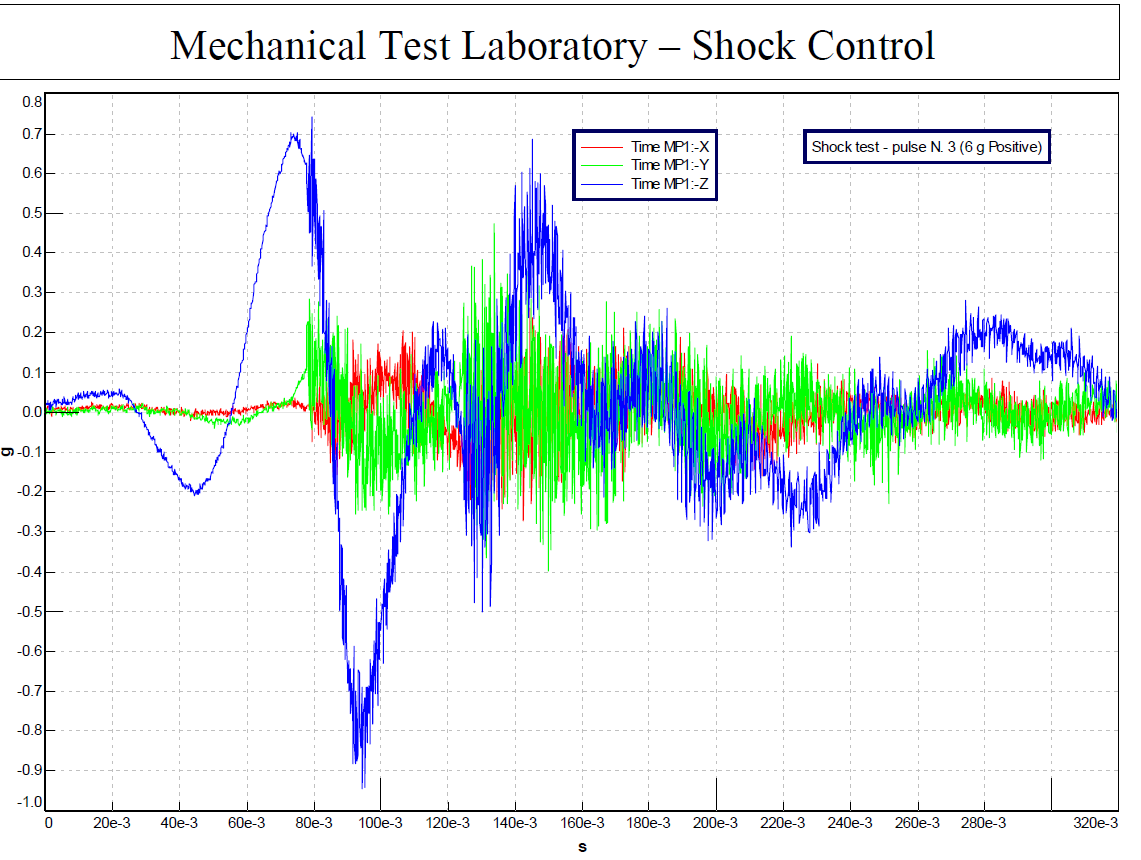 Mechanical Test Laboratory – Shock Control
0.8
0.7
0.6
0.5
0.4
0.3
0.2
0.1
0.0
-0.1
-0.2
-0.3
-0.4
-0.5
-0.6
-0.7
-0.8
-0.9
-1.0
g
Time MP1:-X
Time MP1:-Y
Time MP1:-Z
Shock test - pulse N. 3 (6 g Positive)
0 20e-3 40e-3 60e-3 80e-3 100e-3 120e-3 140e-3 160e-3 180e-3 200e-3 220e-3 240e-3 260e-3 280e-3 320e-3
s